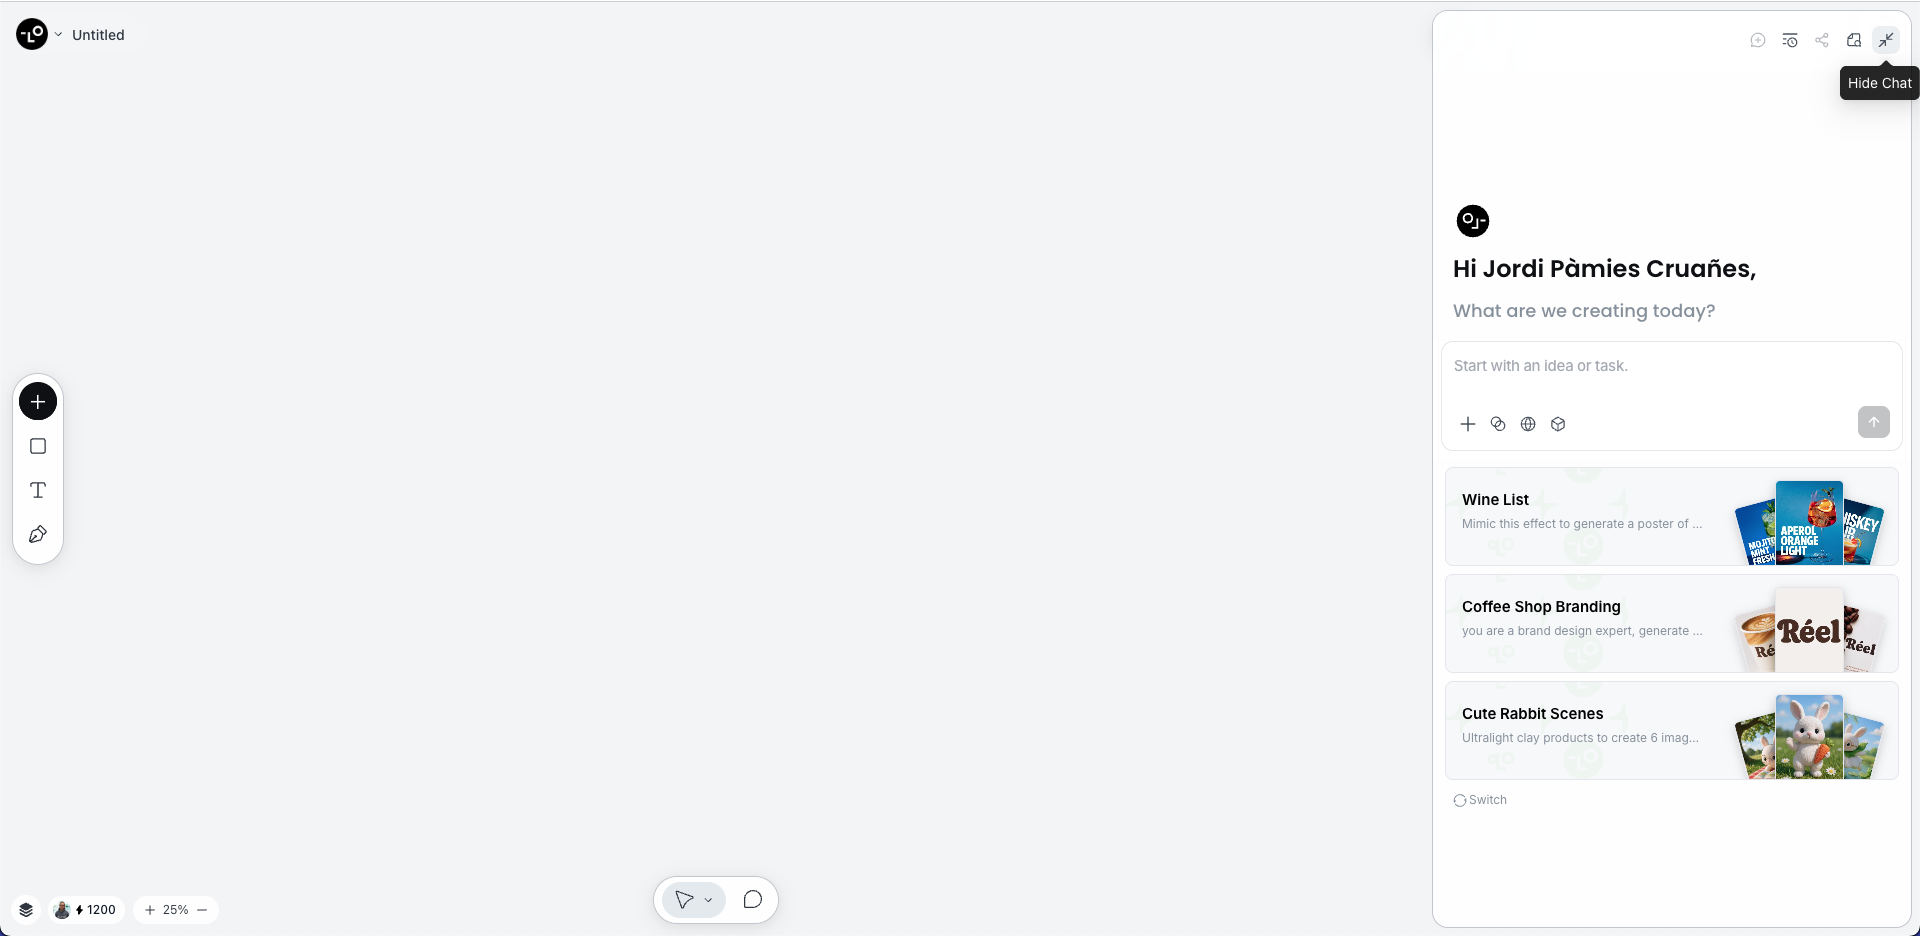 Untitled
Hide Chat
Hi Jordi Pàmies Cruañes,
What are we creating today?
Start with an idea or task.
Wine List
Mimic this effect to generate a poster of ...
MOJITO
MINT
FRESH
APEROL
ORANGE
LIGHT
Coffee Shop Branding
you are a brand design expert, generate ...
Ré
Réel
Réel
Cute Rabbit Scenes
Ultralight clay products to create 6 imag...
Switch
1200
25%